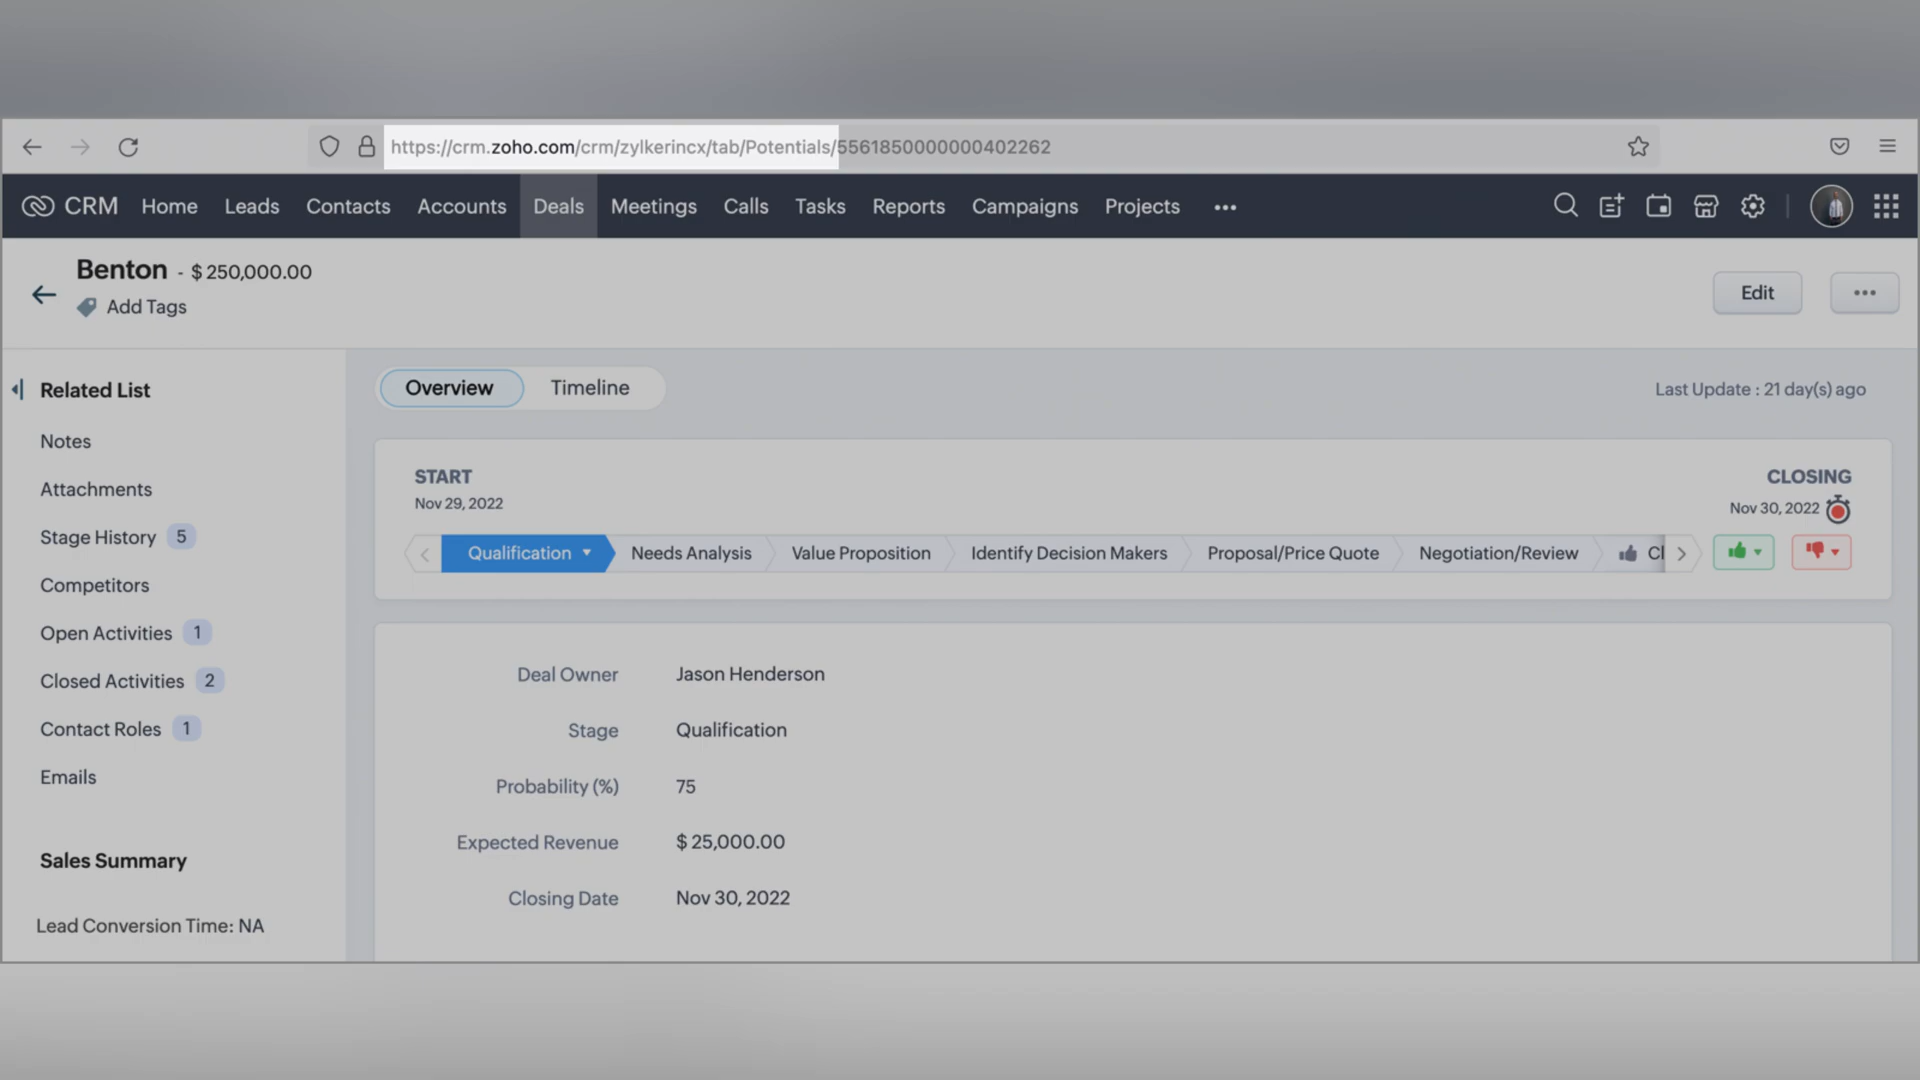 https://crm.zoho.com/crm/zylkerincx/tab/Potentials/5561850000000402262
CRM Home Leads Contacts Accounts Deals Meetings Calls Tasks Reports Campaigns Projects •••
Benton - $ 250,000.00
Add Tags
Edit •••
Related List
Notes
Attachments
Stage History 5
Competitors
Open Activities 1
Closed Activities 2
Contact Roles 1
Emails
Sales Summary
Lead Conversion Time: NA
Overview Timeline
Last Update : 21 day(s) ago
START
Nov 29, 2022
CLOSING
Nov 30, 2022
Qualification Needs Analysis Value Proposition Identify Decision Makers Proposal/Price Quote Negotiation/Review Cl
Deal Owner Jason Henderson
Stage Qualification
Probability (%) 75
Expected Revenue $ 25,000.00
Closing Date Nov 30, 2022